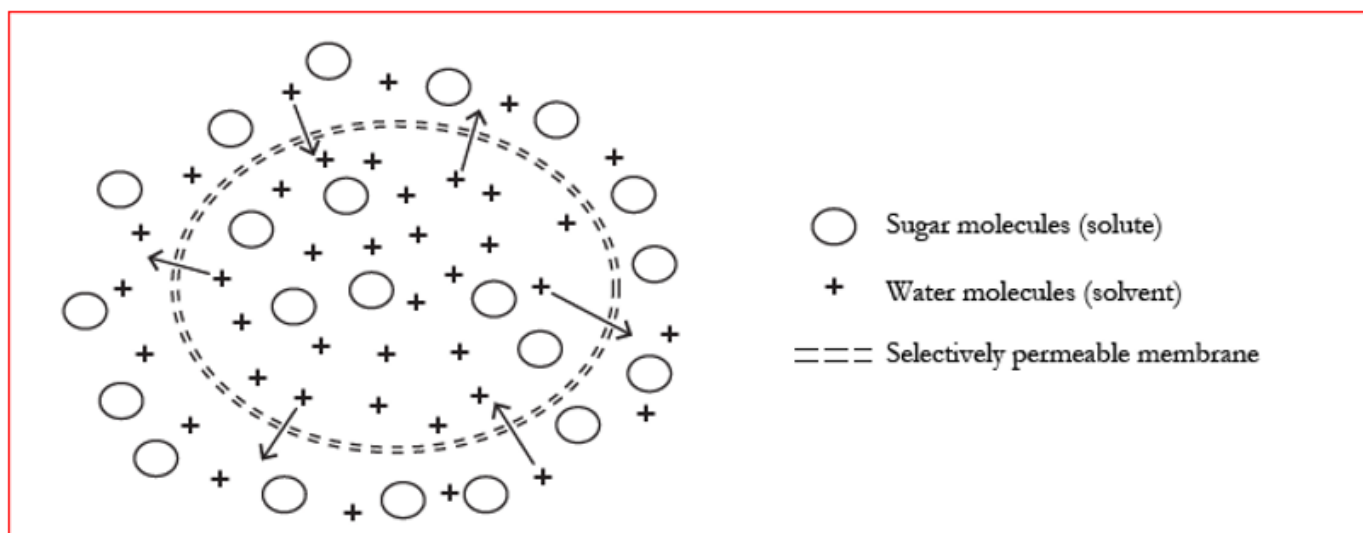 Sugar molecules (solute)
Water molecules (solvent)
Selectively permeable membrane